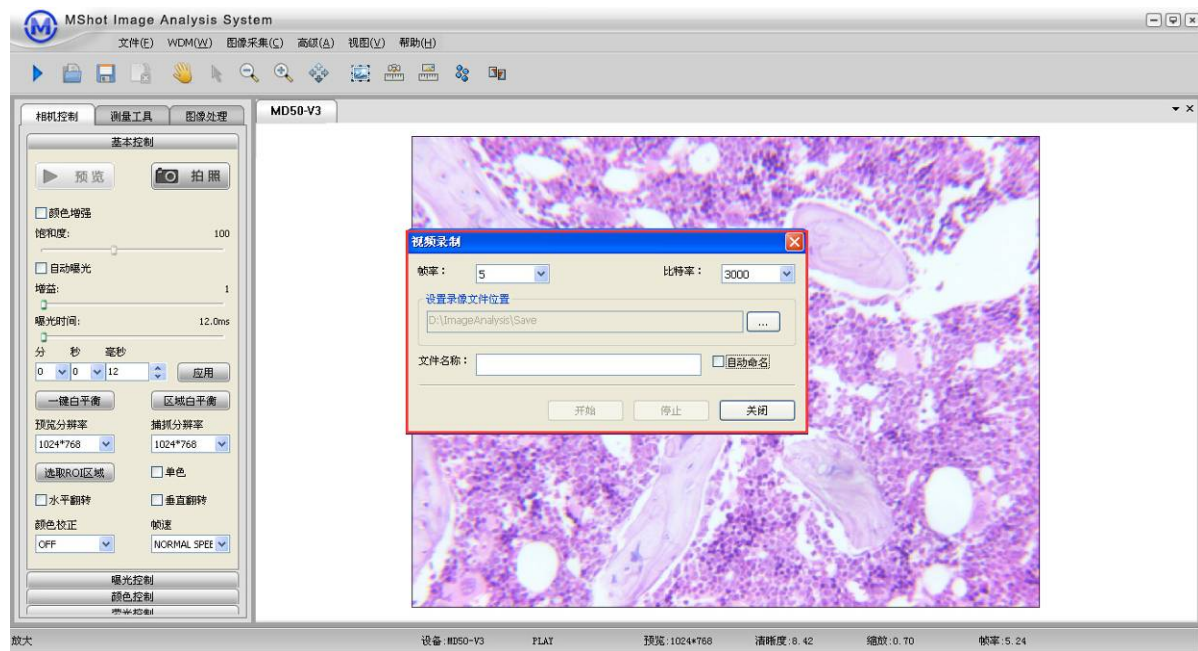 MShot Image Analysis System
文件(F) WDM(W) 图像采集(C) 高级(A) 视图(V) 帮助(H)
相机控制 测量工具 图像处理
MD50-V3
基本控制
预览 拍照
颜色增强
饱和度: 100
自动曝光
增益: 1
曝光时间: 12.0ms
分 秒 毫秒
0 0 12 应用
一键白平衡 区域白平衡
预览分辨率 捕抓分辨率
1024*768 1024*768
选取ROI区域 单色
水平翻转 垂直翻转
颜色校正 帧速
OFF NORMAL SPEE
曝光控制
颜色控制
荧光控制
视频录制
帧率： 5 比特率： 3000
设置录像文件位置
D:\ImageAnalysis\Save ...
文件名称： 自动命名
开始 停止 关闭
放大 设备:MD50-V3 PLAY 预览:1024*768 清晰度:8.42 缩放:0.70 帧率:5.24